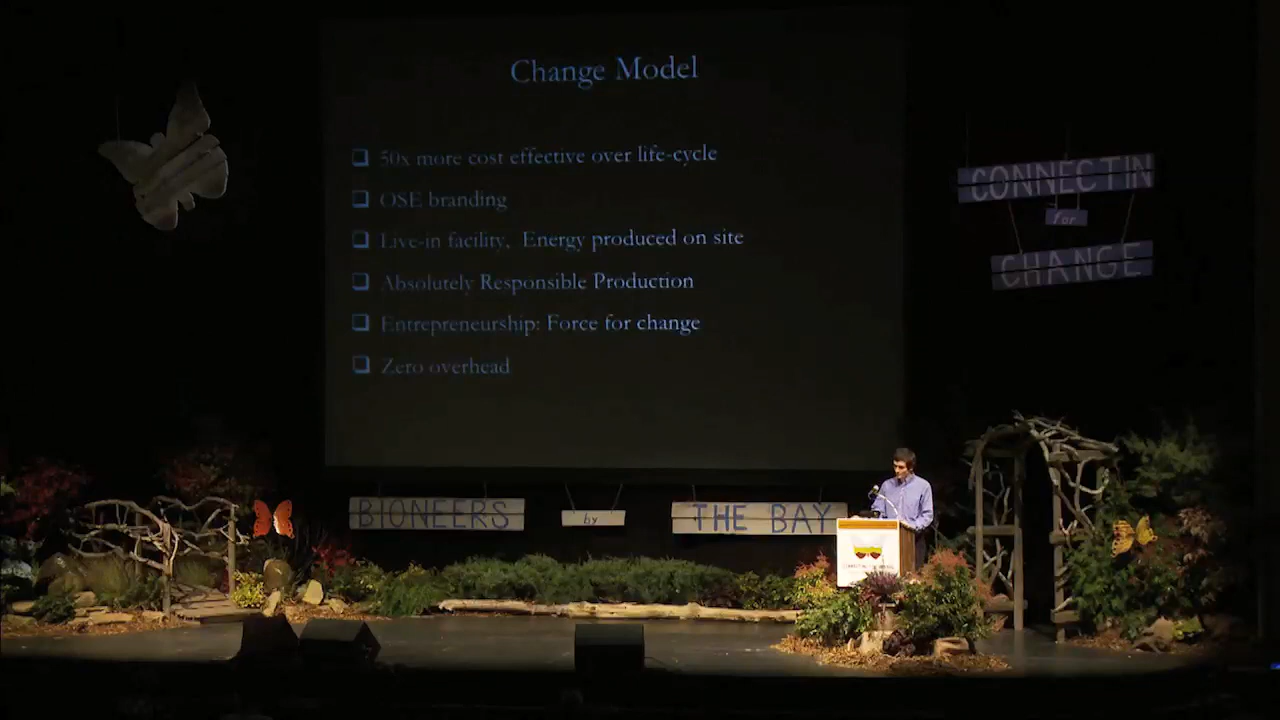 Change Model
50x more cost effective over life-cycle
OSE branding
Live-in facility, Energy produced on site
Absolutely Responsible Production
Entrepreneurship: Force for change
Zero overhead
CONNECTIN
for
CHANGE
BIONEERS
by
THE BAY